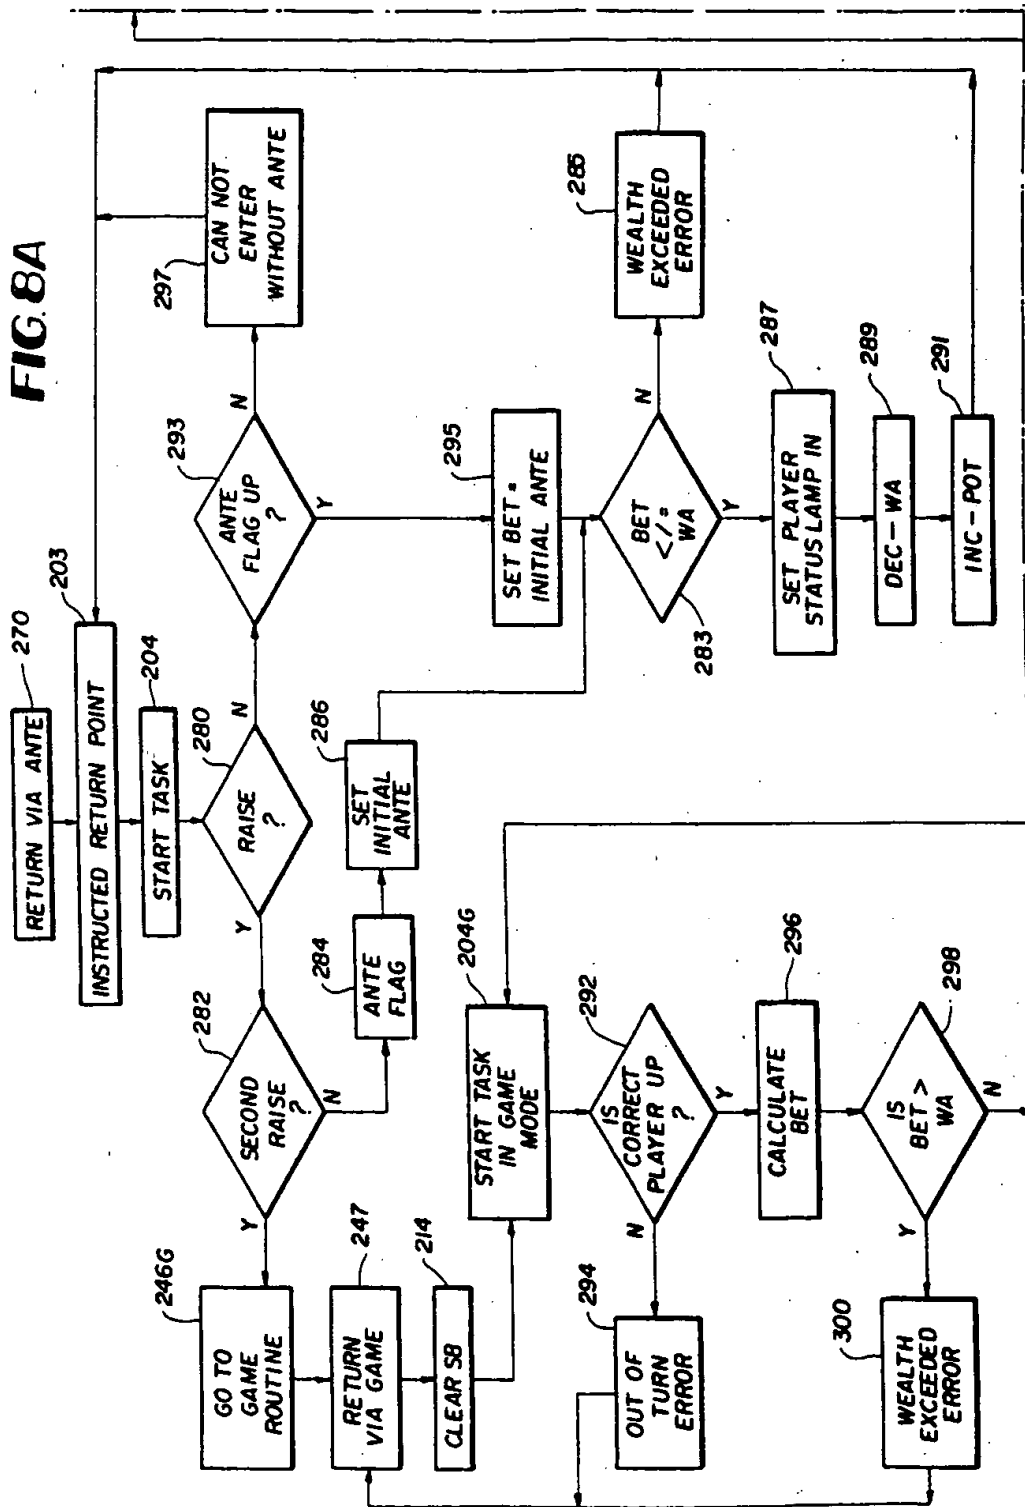 FIG. 8A
RETURN VIA ANTE
270
INSTRUCTED RETURN POINT
203
START TASK
204
RAISE
?
280
Y
N
SECOND
RAISE
?
282
Y
N
ANTE
FLAG UP
?
293
N
Y
CAN NOT
ENTER
WITHOUT ANTE
297
ANTE
FLAG
284
SET
INITIAL
ANTE
286
SET BET =
INITIAL ANTE
295
BET
</=
WA
283
N
Y
WEALTH
EXCEEDED
ERROR
285
SET PLAYER
STATUS LAMP IN
287
DEC-WA
289
INC-POT
291
GO TO
GAME
ROUTINE
246G
RETURN
VIA GAME
247
CLEAR SB
214
START TASK
IN GAME
MODE
204G
IS
CORRECT
PLAYER UP
?
292
N
Y
OUT OF
TURN
ERROR
294
CALCULATE
BET
296
IS
BET >
WA
298
Y
N
WEALTH
EXCEEDED
ERROR
300